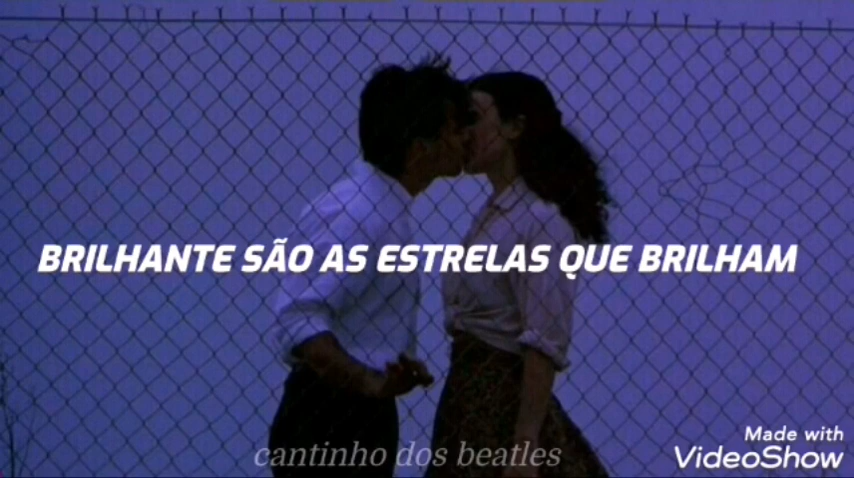 BRILHANTE SÃO AS ESTRELAS QUE BRILHAM
cantinho dos beatles
Made with
VideoShow